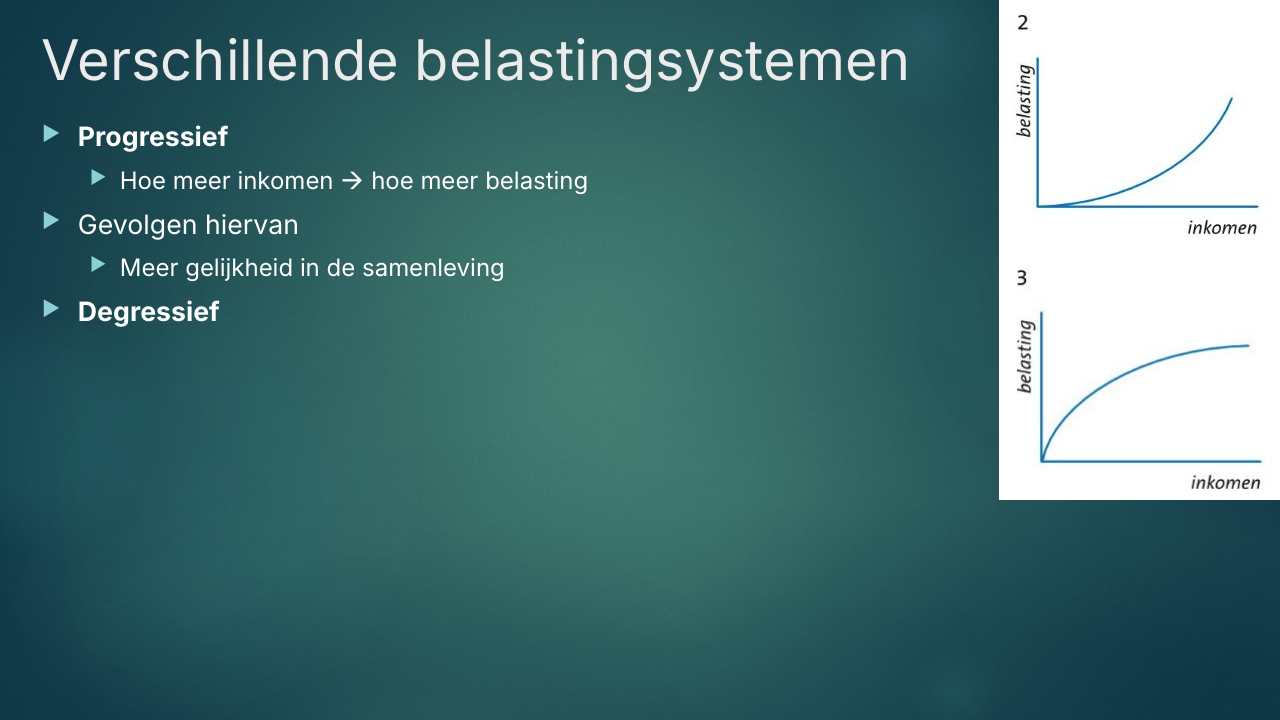 Verschillende belastingsystemen
Progressief
Hoe meer inkomen → hoe meer belasting
Gevolgen hiervan
Meer gelijkheid in de samenleving
Degressief
2
belasting
inkomen
3
belasting
inkomen